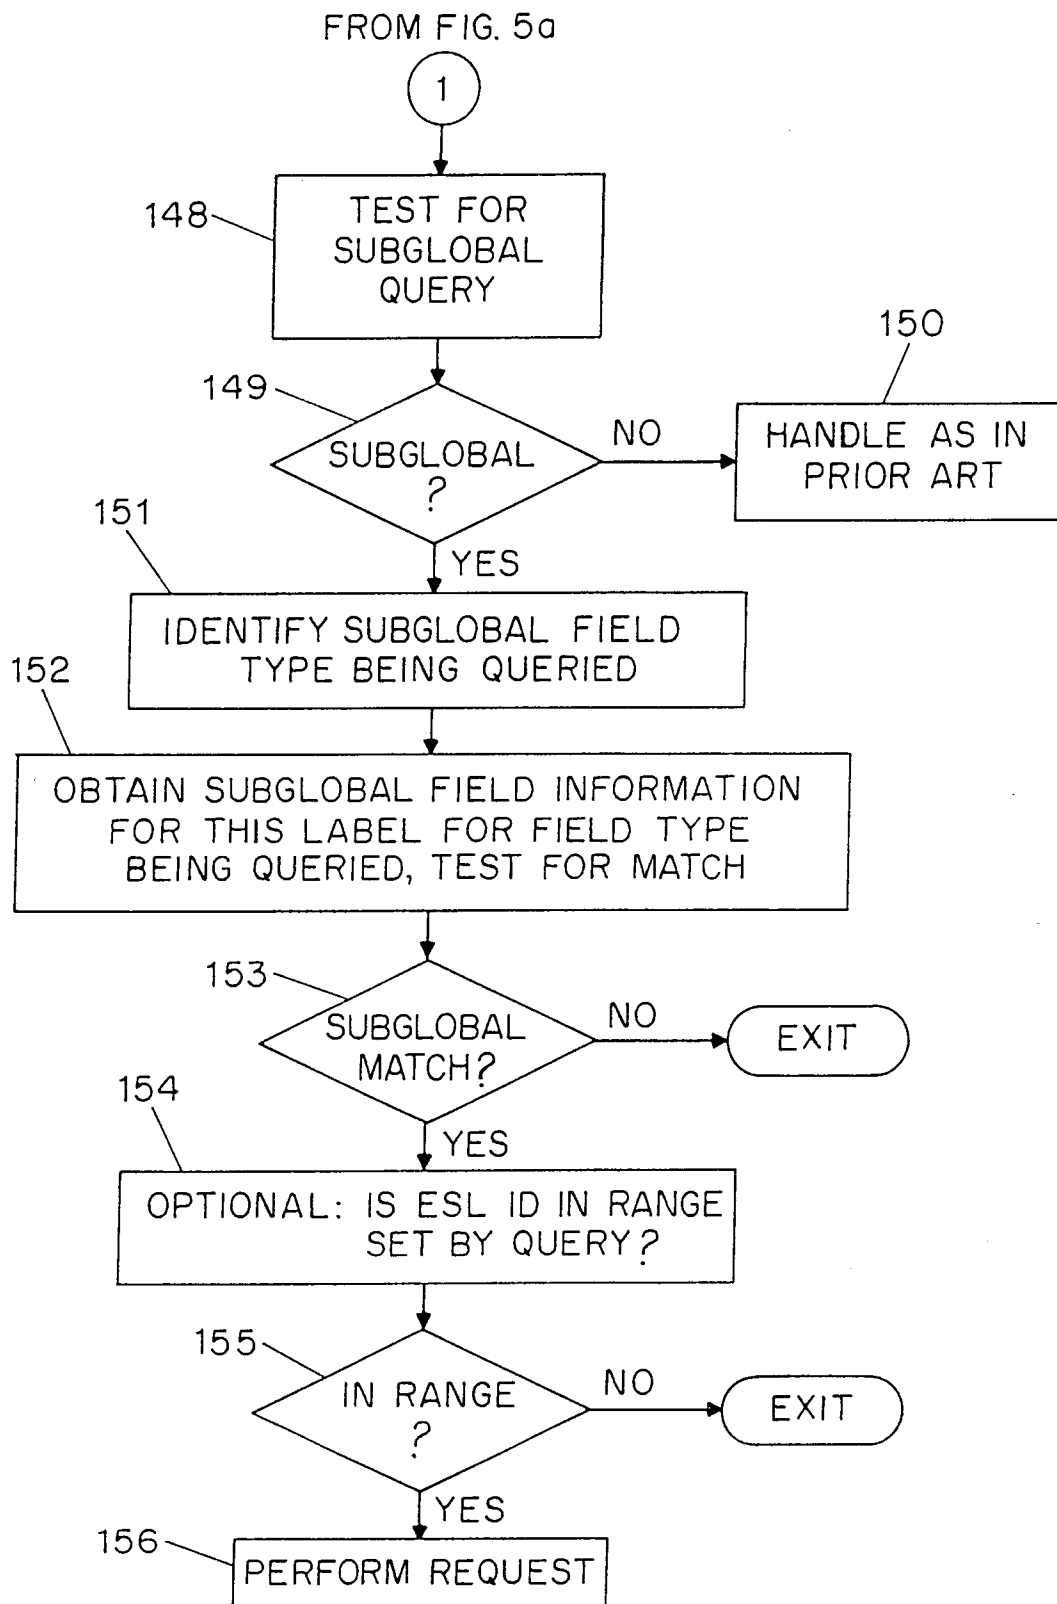 FROM FIG. 5a
1
148
TEST FOR
SUBGLOBAL
QUERY
149
SUBGLOBAL
?
NO
150
HANDLE AS IN
PRIOR ART
YES
151
IDENTIFY SUBGLOBAL FIELD
TYPE BEING QUERIED
152
OBTAIN SUBGLOBAL FIELD INFORMATION
FOR THIS LABEL FOR FIELD TYPE
BEING QUERIED, TEST FOR MATCH
153
SUBGLOBAL
MATCH?
NO
EXIT
YES
154
OPTIONAL: IS ESL ID IN RANGE
SET BY QUERY?
155
IN RANGE
?
NO
EXIT
YES
156
PERFORM REQUEST